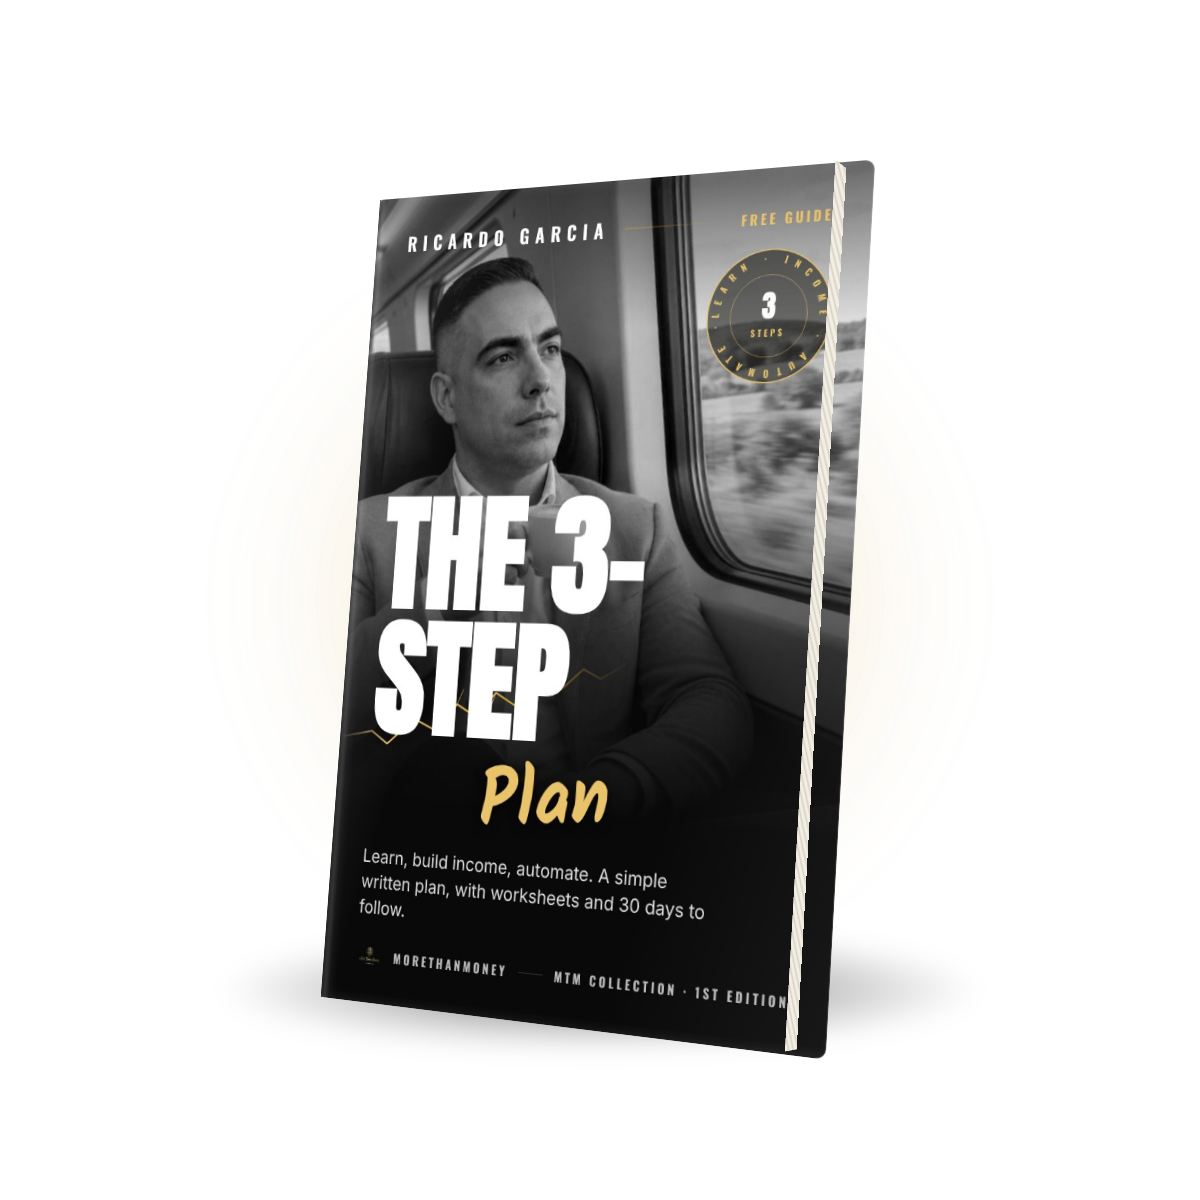 RICARDO GARCIA
FREE GUIDE
LEARN · INCOME · AUTOMATE ·
3
STEPS
THE 3-
STEP
Plan
Learn, build income, automate. A simple
written plan, with worksheets and 30 days to
follow.
MORETHANMONEY
MTM COLLECTION · 1ST EDITION